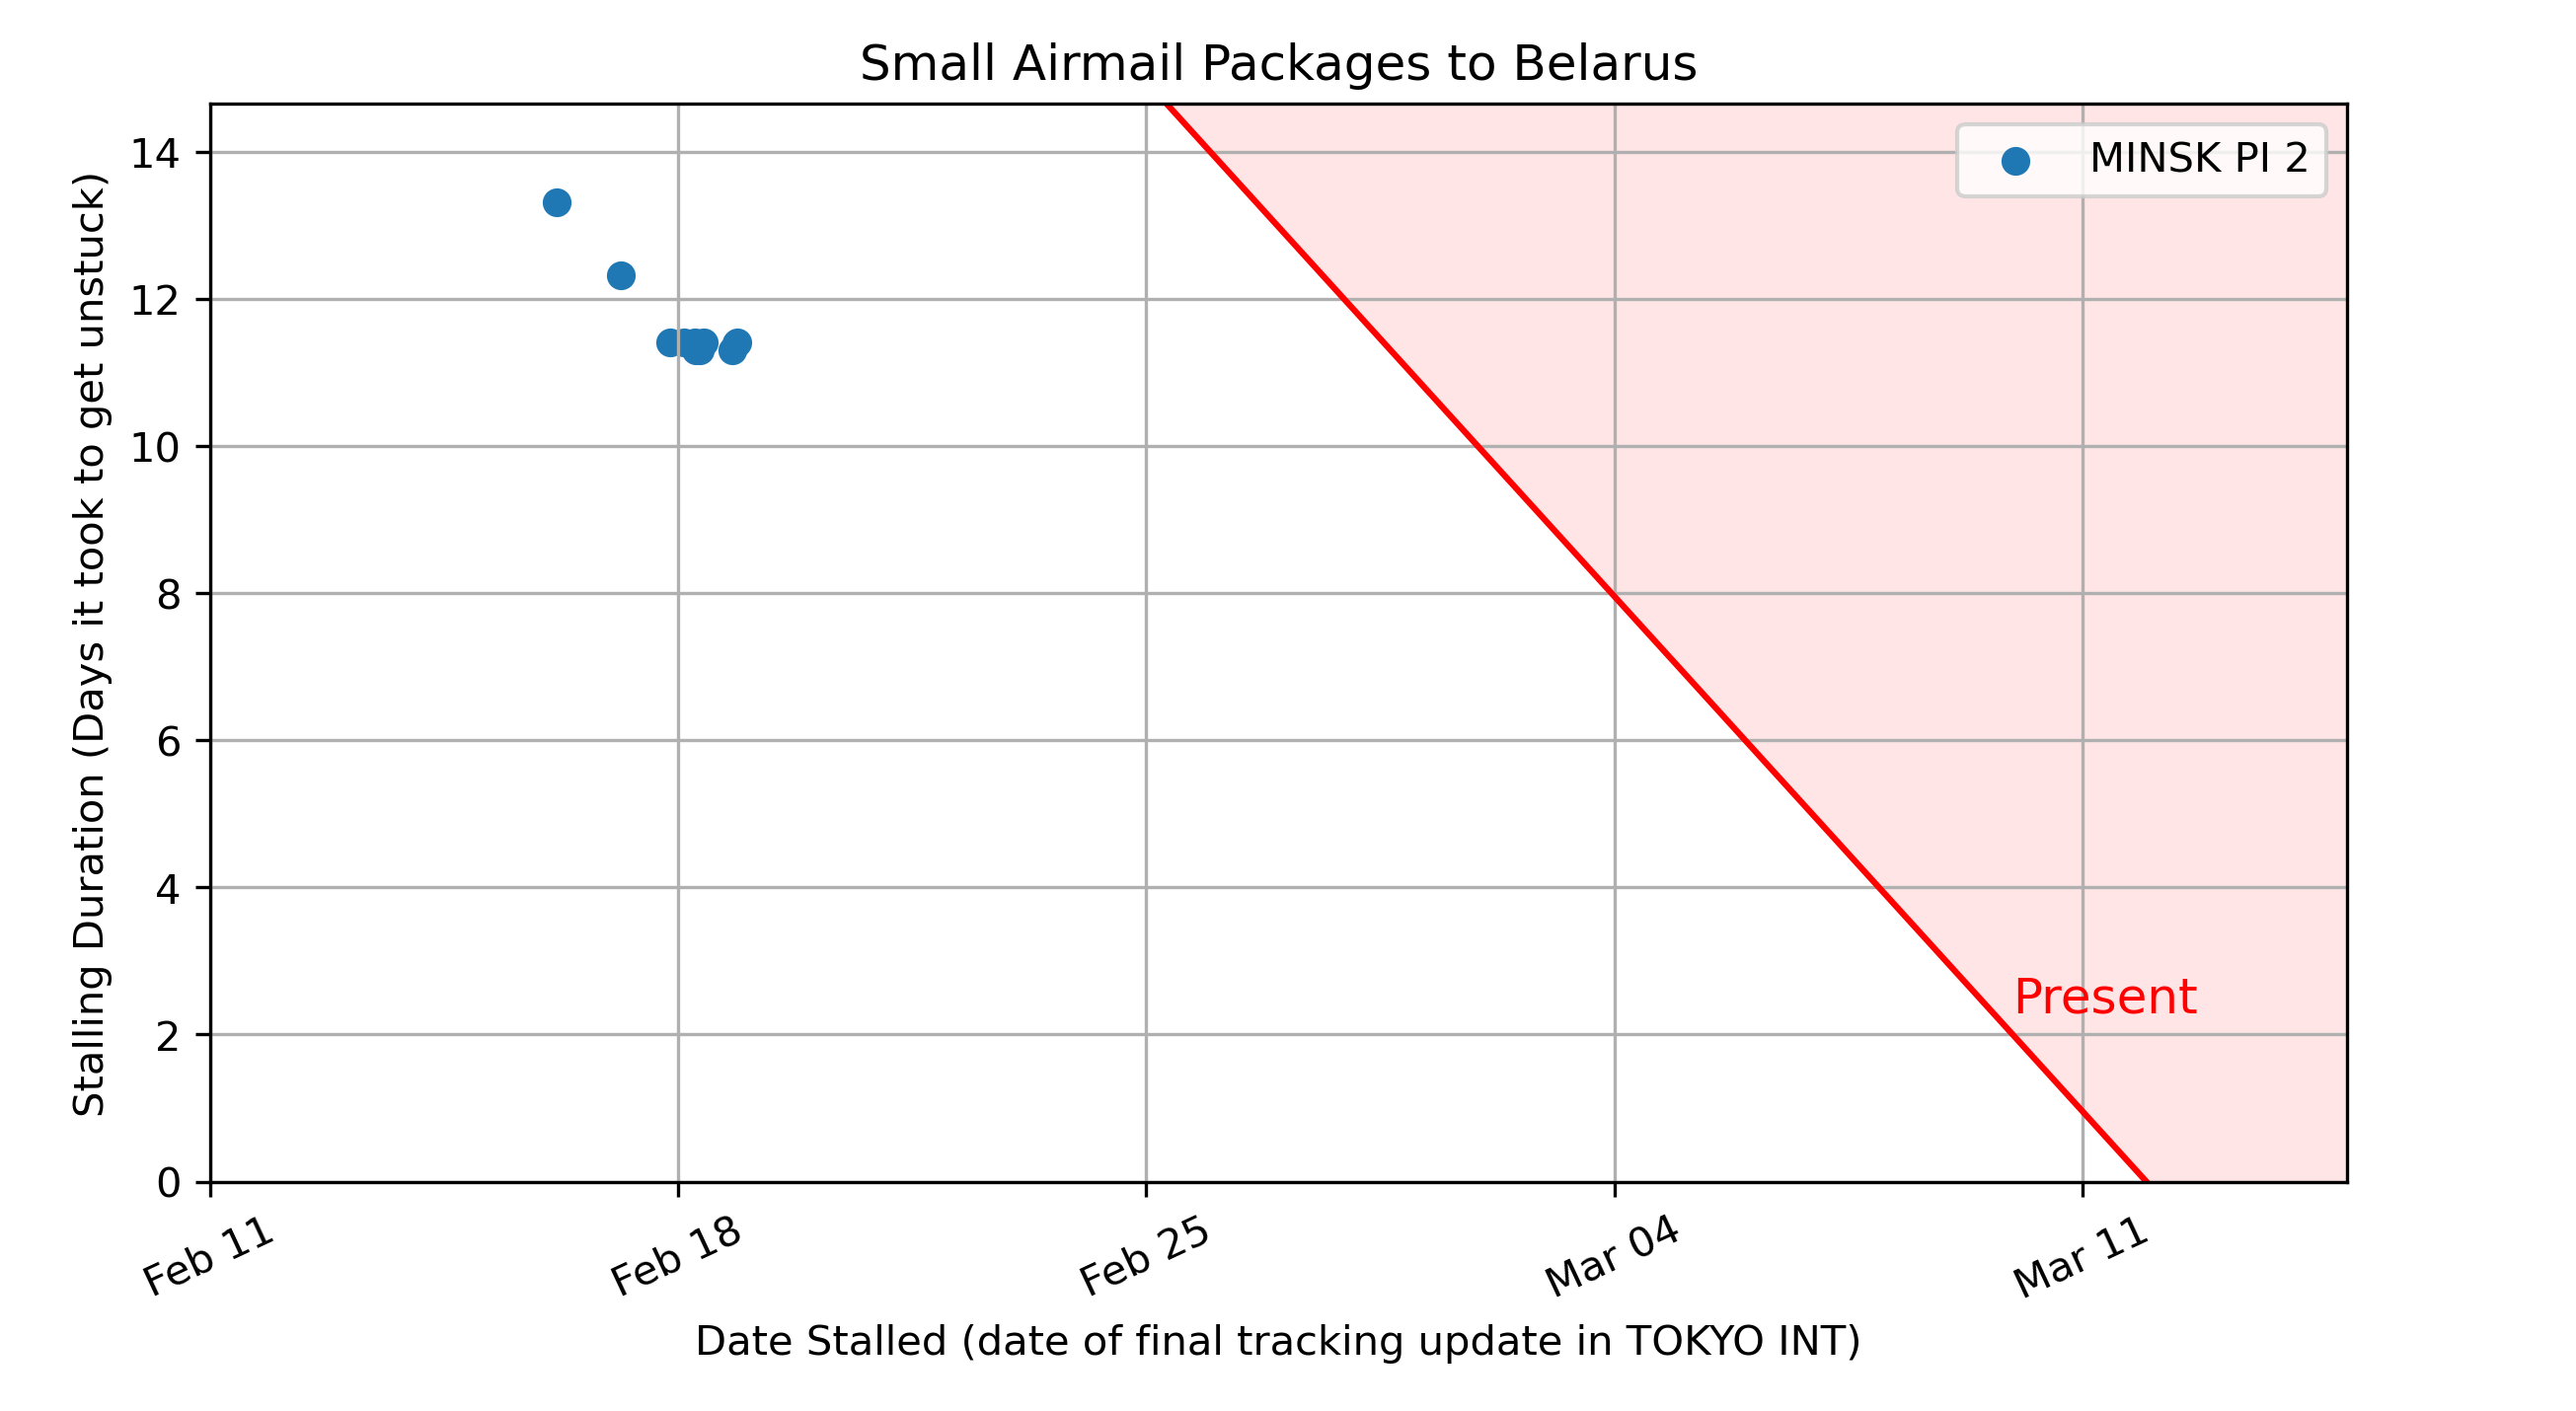 Small Airmail Packages to Belarus
MINSK PI 2
Stalling Duration (Days it took to get unstuck)
14
12
10
8
6
4
2
0
Present
Feb 11
Feb 18
Feb 25
Mar 04
Mar 11
Date Stalled (date of final tracking update in TOKYO INT)